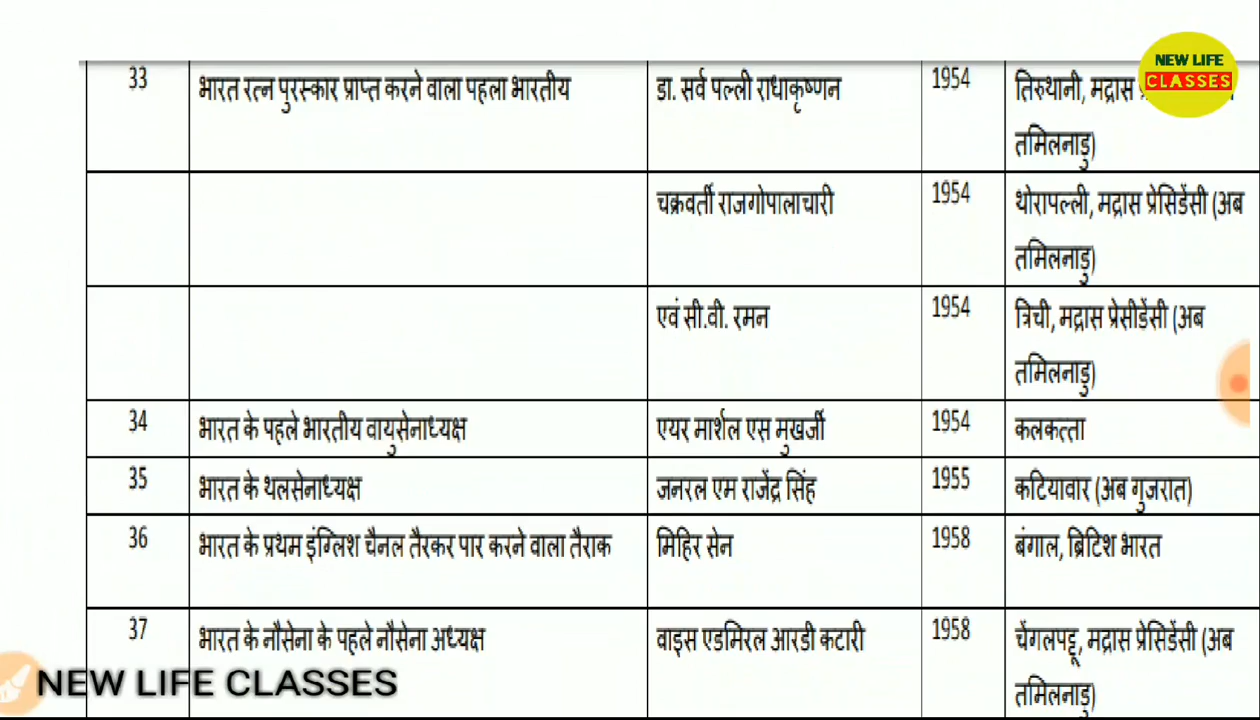 33 भारत रत्न पुरस्कार प्राप्त करने वाला पहला भारतीय डा. सर्व पल्ली राधाकृष्णन 1954 तिरुथानी, मद्रास
तमिलनाडु)
NEW LIFE
CLASSES
चक्रवर्ती राजगोपालाचारी 1954 थोरापल्ली, मद्रास प्रेसिडेंसी (अब
तमिलनाडु)
एवं सी.वी. रमन 1954 त्रिची, मद्रास प्रेसीडेंसी (अब
तमिलनाडु)
34 भारत के पहले भारतीय वायुसेनाध्यक्ष एयर मार्शल एस मुखर्जी 1954 कलकत्ता
35 भारत के थलसेनाध्यक्ष जनरल एम राजेंद्र सिंह 1955 कटियावार (अब गुजरात)
36 भारत के प्रथम इंग्लिश चैनल तैरकर पार करने वाला तैराक मिहिर सेन 1958 बंगाल, ब्रिटिश भारत
37 भारत के नौसेना के पहले नौसेना अध्यक्ष वाइस एडमिरल आरडी कटारी 1958 चेंगलपट्टू, मद्रास प्रेसिडेंसी (अब
तमिलनाडु)
NEW LIFE CLASSES